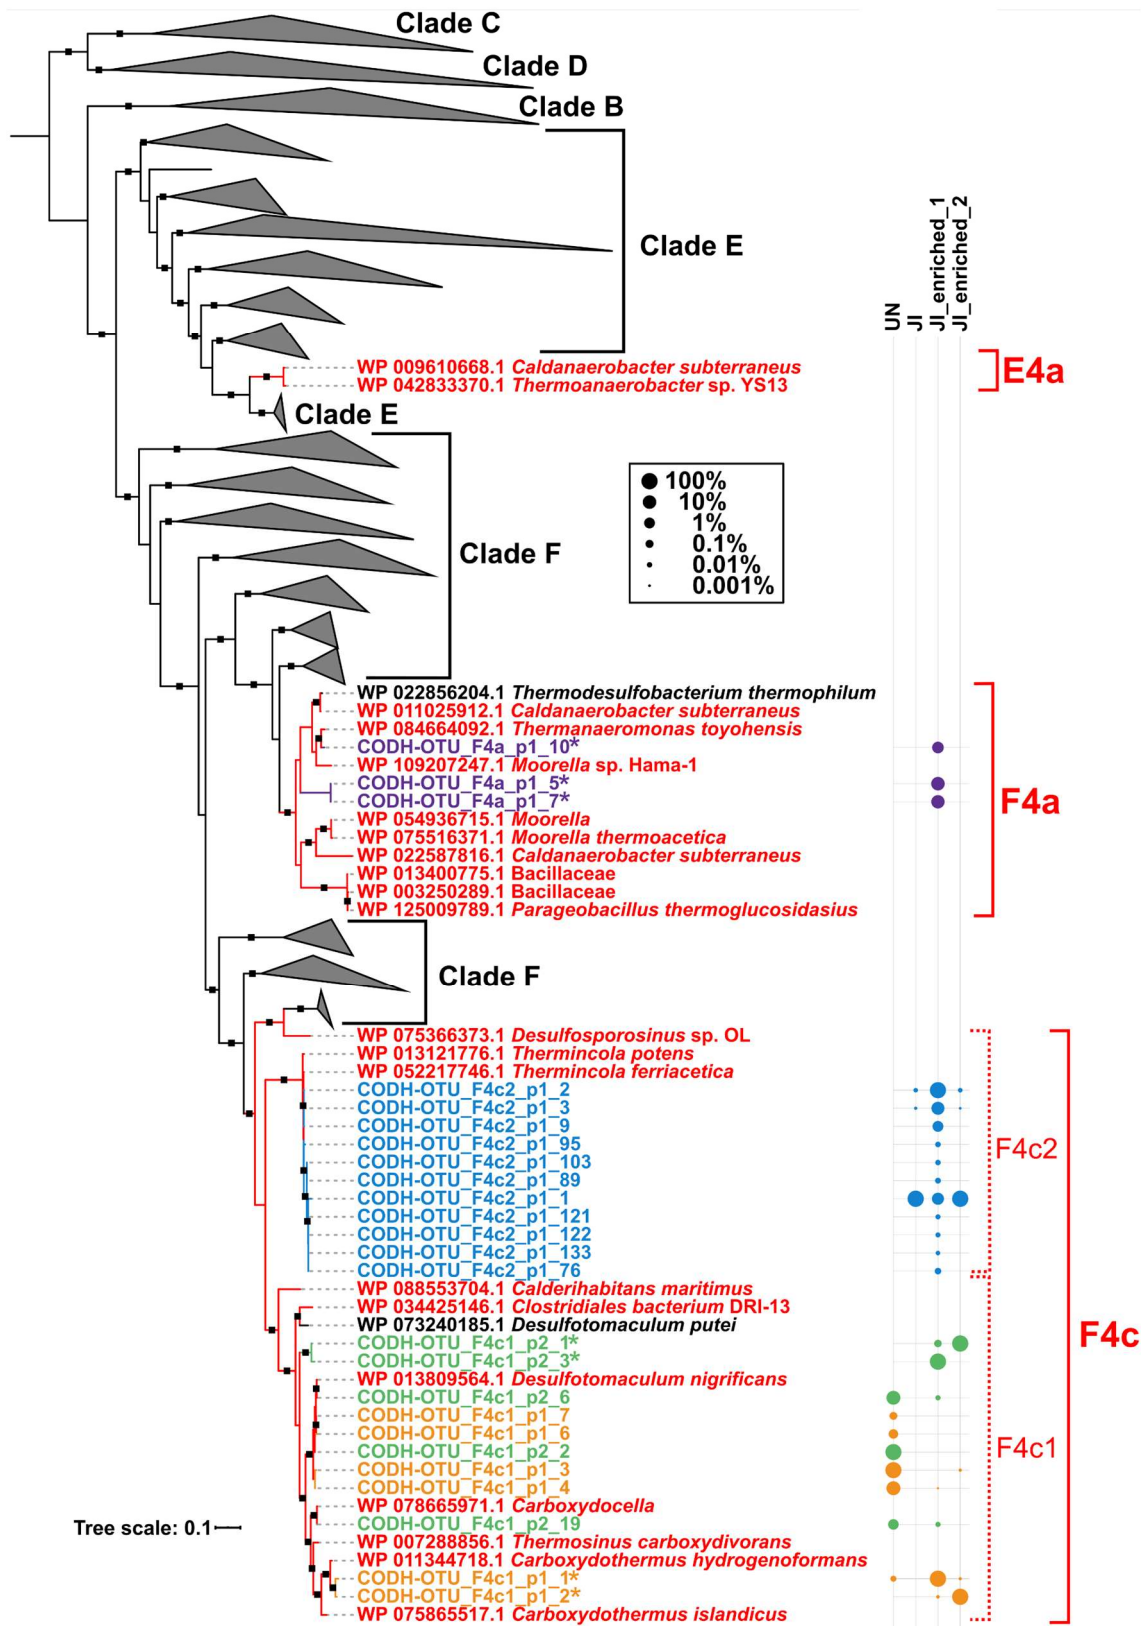 Clade C
Clade D
Clade B
Clade E
UN
JI
JI_enriched_1
JI_enriched_2
WP 009610668.1 Caldanaerobacter subterraneus
WP 042833370.1 Thermoanaerobacter sp. YS13
E4a
Clade E
100%
10%
1%
0.1%
0.01%
0.001%
Clade F
WP 022856204.1 Thermodesulfobacterium thermophilum
WP 011025912.1 Caldanaerobacter subterraneus
WP 084664092.1 Thermanaeromonas toyohensis
CODH-OTU_F4a_p1_10*
WP 109207247.1 Moorella sp. Hama-1
CODH-OTU_F4a_p1_5*
CODH-OTU_F4a_p1_7*
F4a
WP 054936715.1 Moorella
WP 075516371.1 Moorella thermoacetica
WP 022587816.1 Caldanaerobacter subterraneus
WP 013400775.1 Bacillaceae
WP 003250289.1 Bacillaceae
WP 125009789.1 Parageobacillus thermoglucosidasius
Clade F
WP 075366373.1 Desulfosporosinus sp. OL
WP 013121776.1 Thermincola potens
WP 052217746.1 Thermincola ferriacetica
CODH-OTU_F4c2_p1_2
CODH-OTU_F4c2_p1_3
CODH-OTU_F4c2_p1_9
CODH-OTU_F4c2_p1_95
F4c2
CODH-OTU_F4c2_p1_103
CODH-OTU_F4c2_p1_89
CODH-OTU_F4c2_p1_1
CODH-OTU_F4c2_p1_121
CODH-OTU_F4c2_p1_122
CODH-OTU_F4c2_p1_133
CODH-OTU_F4c2_p1_76
WP 088553704.1 Calderihabitans maritimus
WP 034425146.1 Clostridiales bacterium DRI-13
WP 073240185.1 Desulfotomaculum putei
F4c
CODH-OTU_F4c1_p2_1*
CODH-OTU_F4c1_p2_3*
WP 013809564.1 Desulfotomaculum nigrificans
CODH-OTU_F4c1_p2_6
CODH-OTU_F4c1_p1_7
CODH-OTU_F4c1_p1_6
CODH-OTU_F4c1_p2_2
F4c1
CODH-OTU_F4c1_p1_3
CODH-OTU_F4c1_p1_4
WP 078665971.1 Carboxydocella
CODH-OTU_F4c1_p2_19
Tree scale: 0.1
WP 007288856.1 Thermosinus carboxydivorans
WP 011344718.1 Carboxydothermus hydrogenoformans
CODH-OTU_F4c1_p1_1*
CODH-OTU_F4c1_p1_2*
WP 075865517.1 Carboxydothermus islandicus